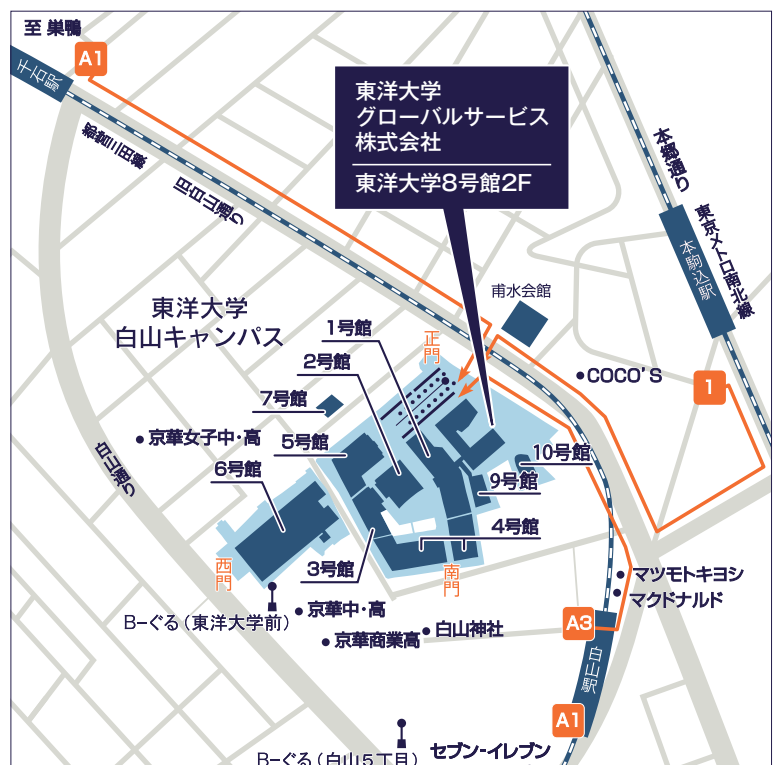 至 巣鴨
A1
千石駅
都営三田線
旧白山通り
東洋大学
グローバルサービス
株式会社
東洋大学8号館2F
本郷通り
東京メトロ南北線
本駒込駅
甫水会館
東洋大学
白山キャンパス
1号館
正門
2号館
COCO'S
1
7号館
京華女子中・高
5号館
10号館
6号館
9号館
白山通り
4号館
3号館
西門
南門
マツモトキヨシ
マクドナルド
京華中・高
B-ぐる(東洋大学前)
A3
白山神社
京華商業高
白山駅
A1
セブン-イレブン
B-ぐる(白山5丁目)